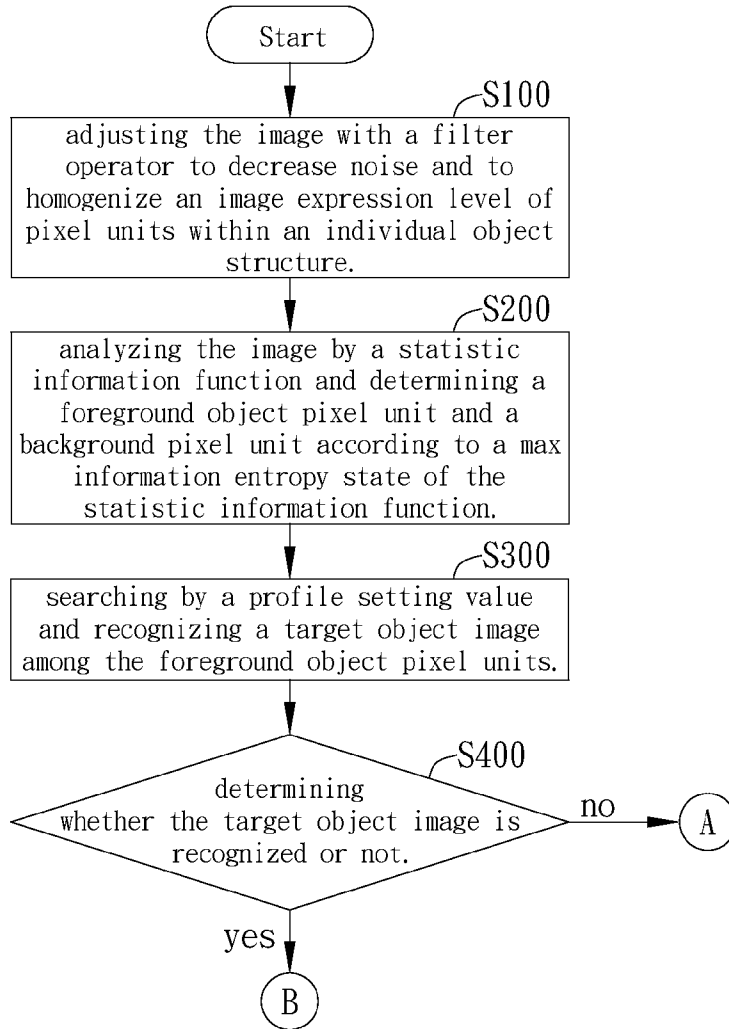 Start
S100
adjusting the image with a filter
operator to decrease noise and to
homogenize an image expression level of
pixel units within an individual object
structure.
S200
analyzing the image by a statistic
information function and determining a
foreground object pixel unit and a
background pixel unit according to a max
information entropy state of the
statistic information function.
S300
searching by a profile setting value
and recognizing a target object image
among the foreground object pixel units.
S400
determining
whether the target object image is
recognized or not.
no
A
yes
B